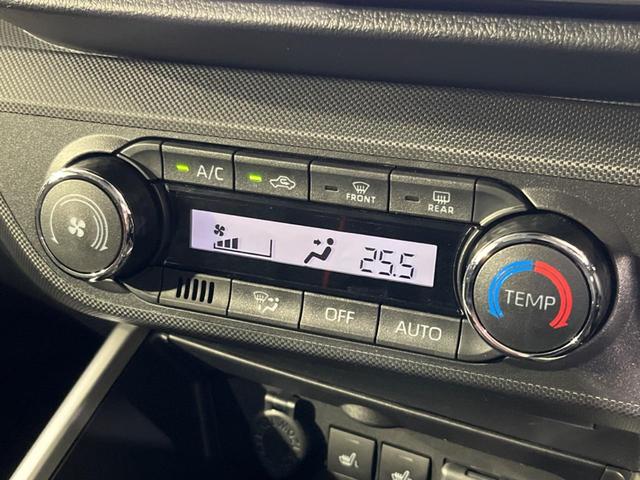 A/C
FRONT
REAR
25.5
TEMP
OFF
AUTO